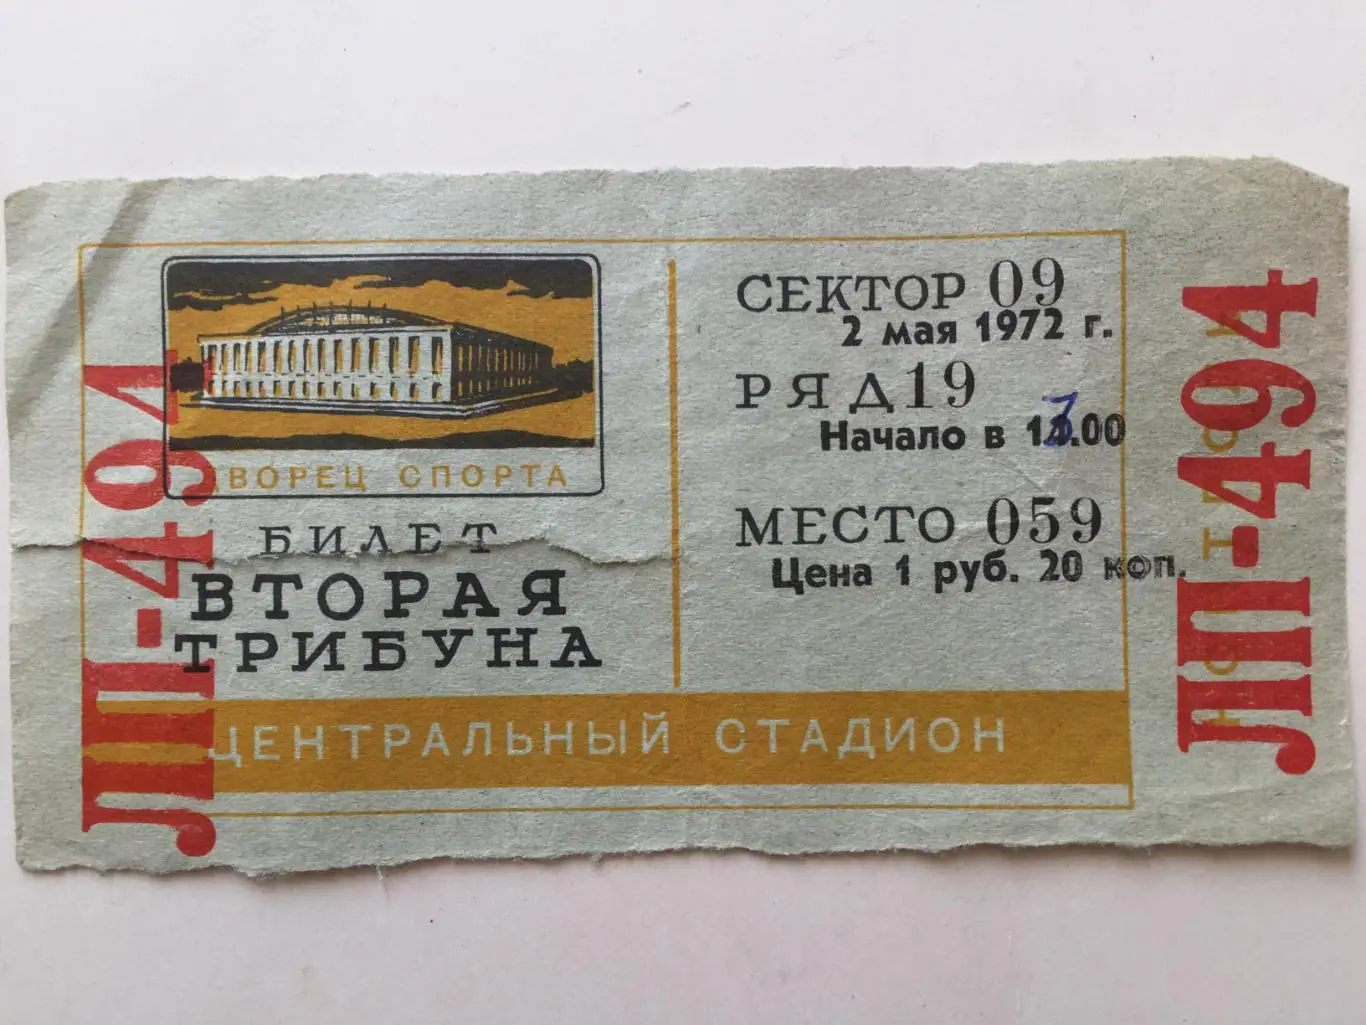 ЛП-494
ДВОРЕЦ СПОРТА
БИЛЕТ
ВТОРАЯ
ТРИБУНА
ЦЕНТРАЛЬНЫЙ СТАДИОН
СЕКТОР 09
2 мая 1972 г.
РЯД 19
Начало в 13.00
МЕСТО 059
Цена 1 руб. 20 коп.
ЛП-494